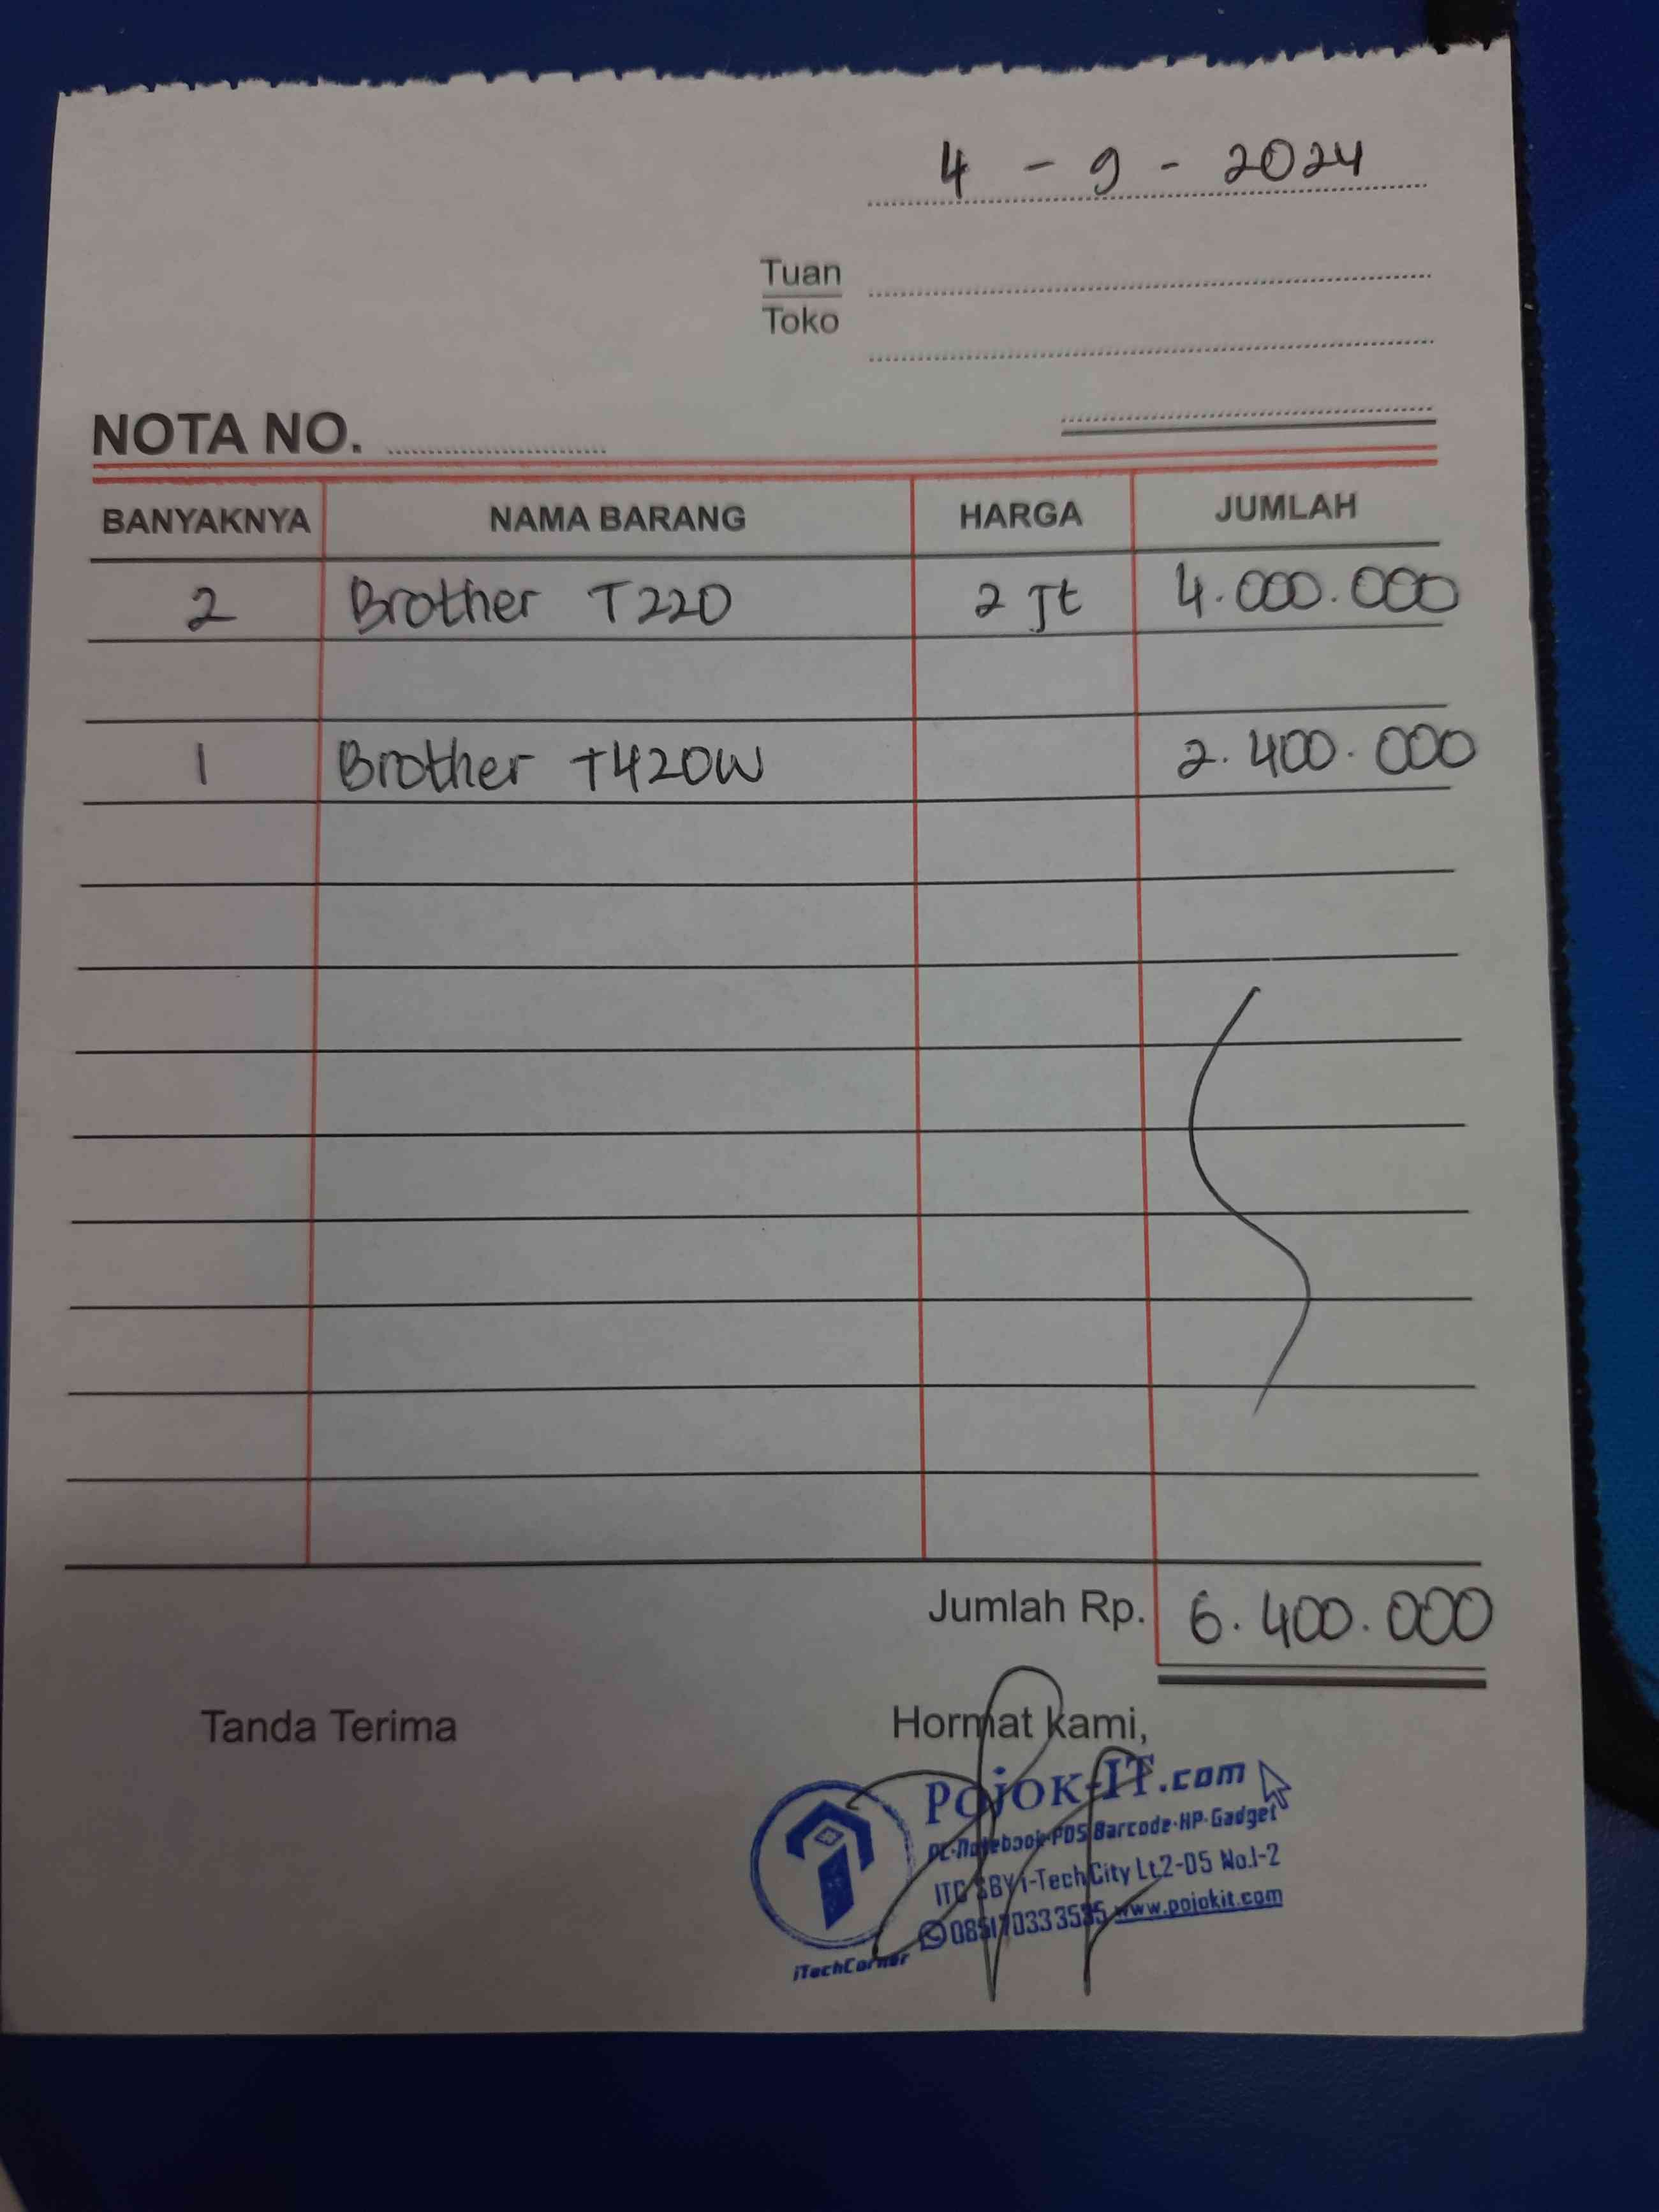 4 - 9 - 2024
Tuan
Toko
NOTA NO.
BANYAKNYA NAMA BARANG HARGA JUMLAH
2 Brother T220 2 Jt 4.000.000
1 Brother T420W 2.400.000
Jumlah Rp. 6.400.000
Tanda Terima Hormat kami,
Pojok-IT.com
PC-Notebook-POS Barcode-HP-Gadget
ITC SBY i-Tech City Lt.2-D5 No.1-2
085170333535 www.pojokit.com
iTechCorner